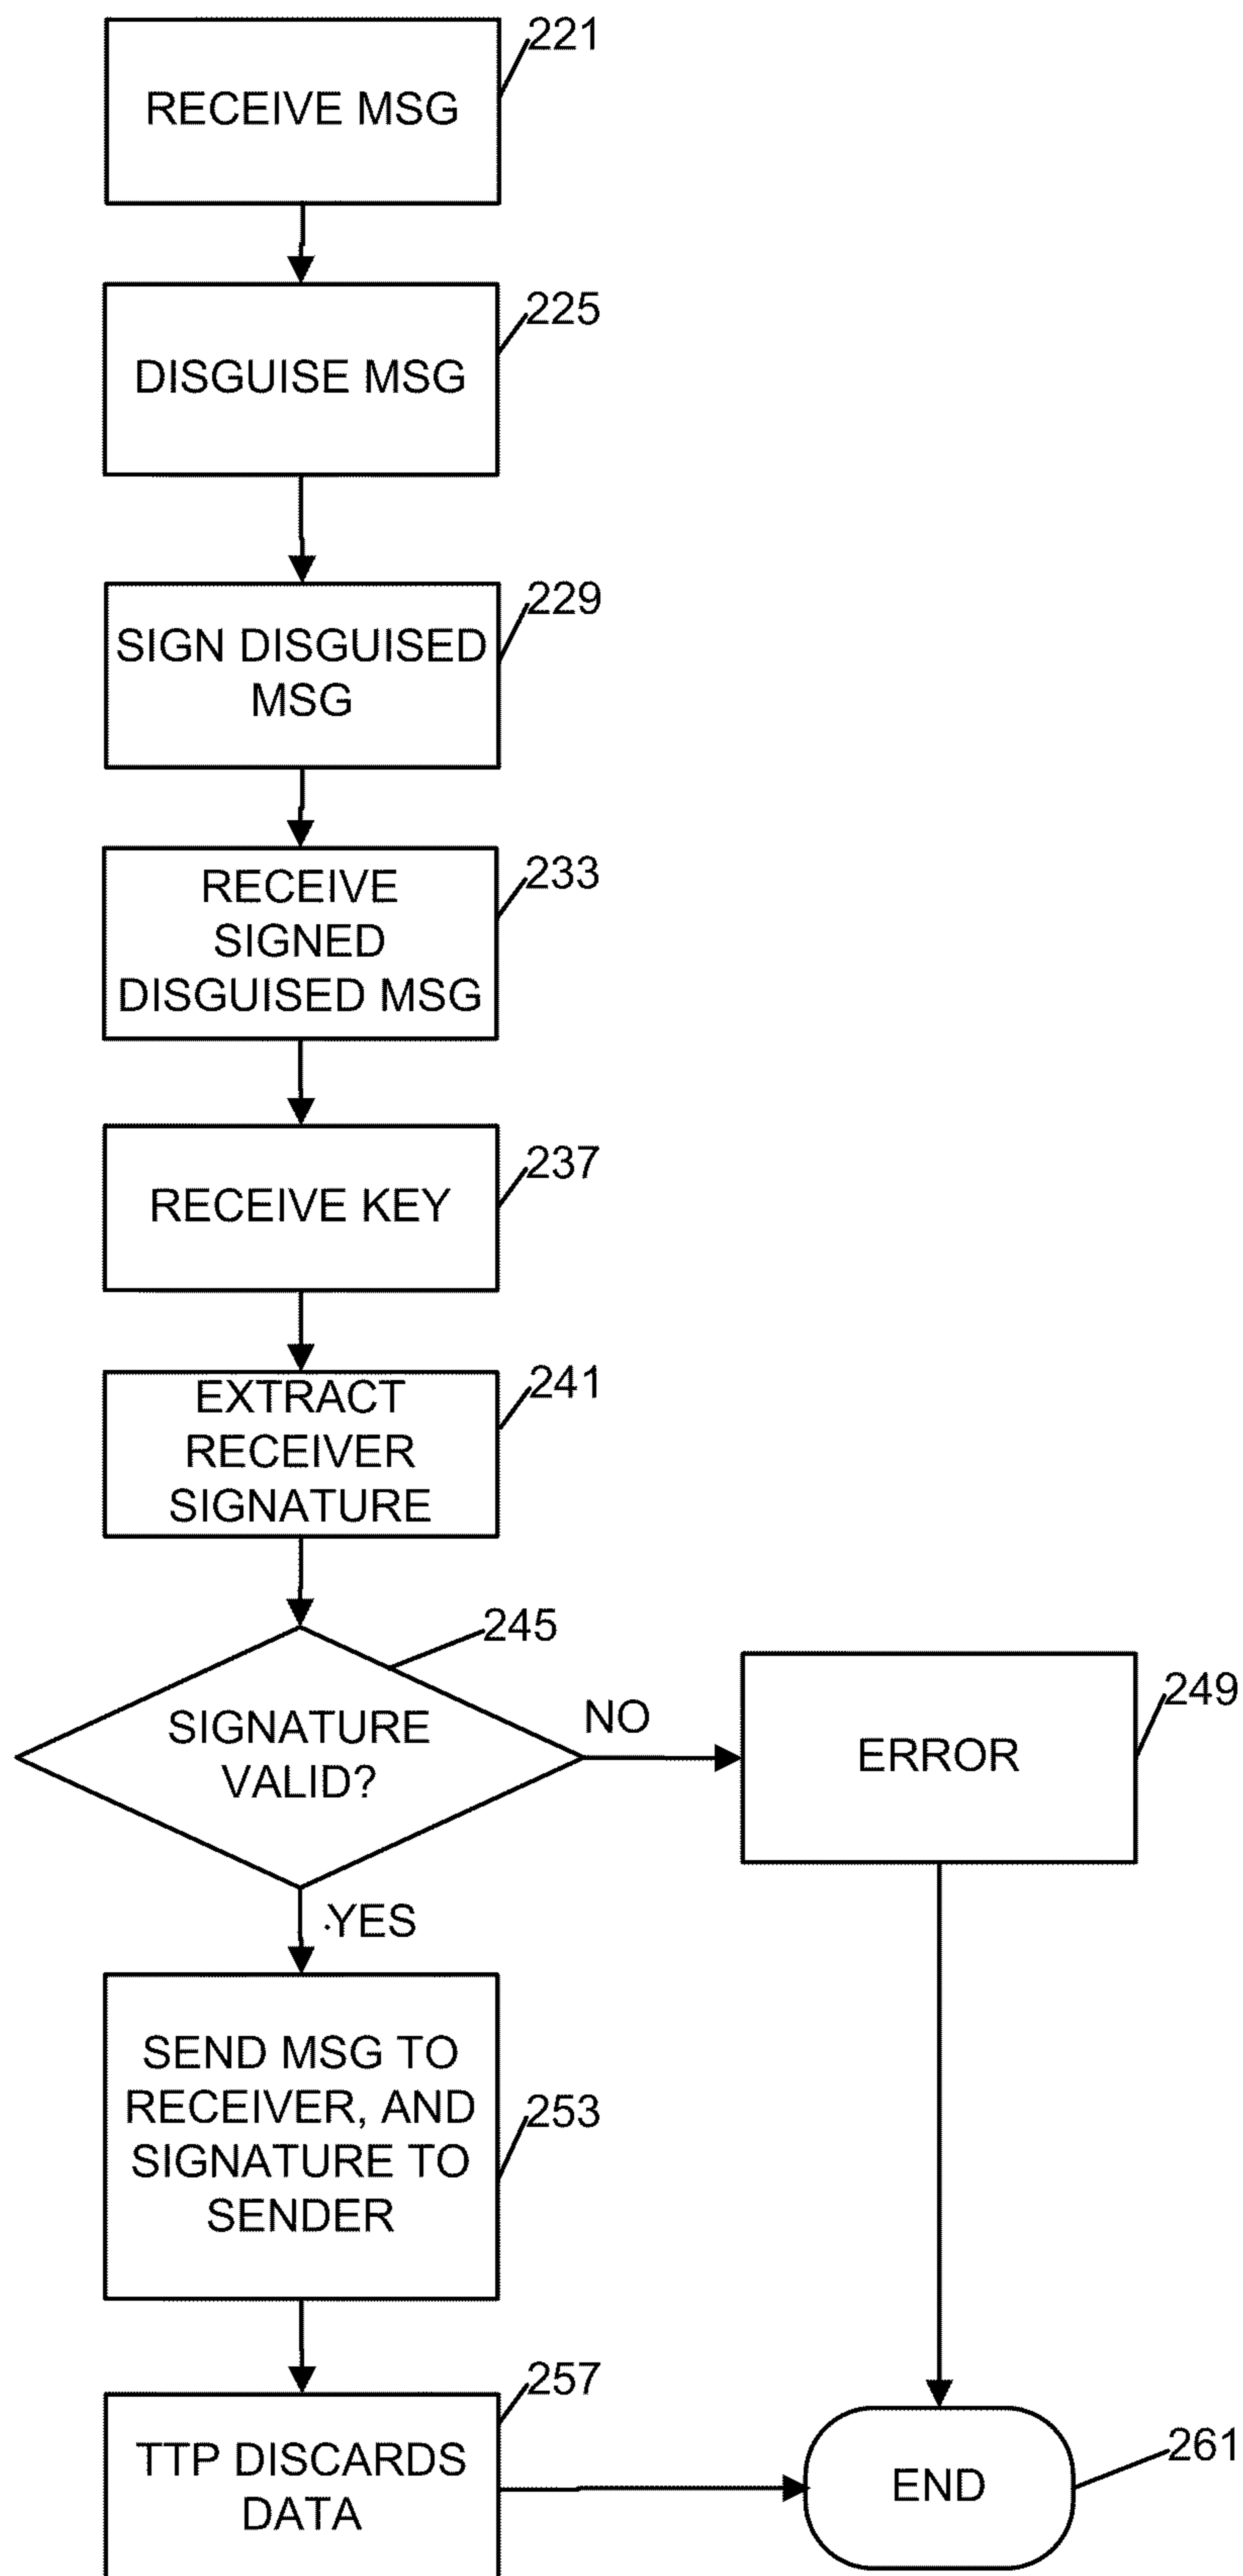 221
RECEIVE MSG
225
DISGUISE MSG
229
SIGN DISGUISED
MSG
233
RECEIVE
SIGNED
DISGUISED MSG
237
RECEIVE KEY
241
EXTRACT
RECEIVER
SIGNATURE
245
SIGNATURE
VALID?
NO
249
ERROR
YES
SEND MSG TO
RECEIVER, AND
SIGNATURE TO
SENDER
253
257
TTP DISCARDS
DATA
261
END